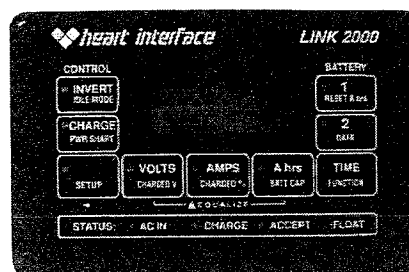 heart interface LINK 2000
CONTROL BATTERY
INVERT 1
IDLE MODE RESET A hrs
CHARGE 2
PWR SHARE DATA
VOLTS AMPS A hrs TIME
SETUP CHARGED V CHARGED % BATT CAP FUNCTION
EQUALIZE
STATUS: AC IN CHARGE ACCEPT FLOAT